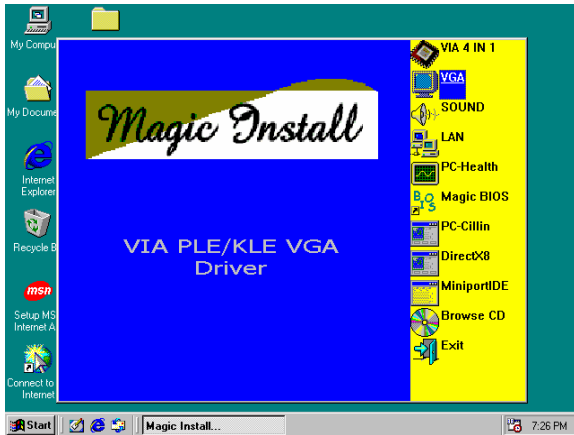 My Compu
My Docume
Internet
Explorer
Recycle B
msn
Setup MS
Internet A
Connect to
Internet
Magic Install
VIA PLE/KLE VGA
Driver
VIA 4 IN 1
VGA
SOUND
LAN
PC-Health
BIOS
Magic BIOS
PC-Cillin
DirectX8
MiniportIDE
Browse CD
Exit
Start
Magic Install...
7:26 PM